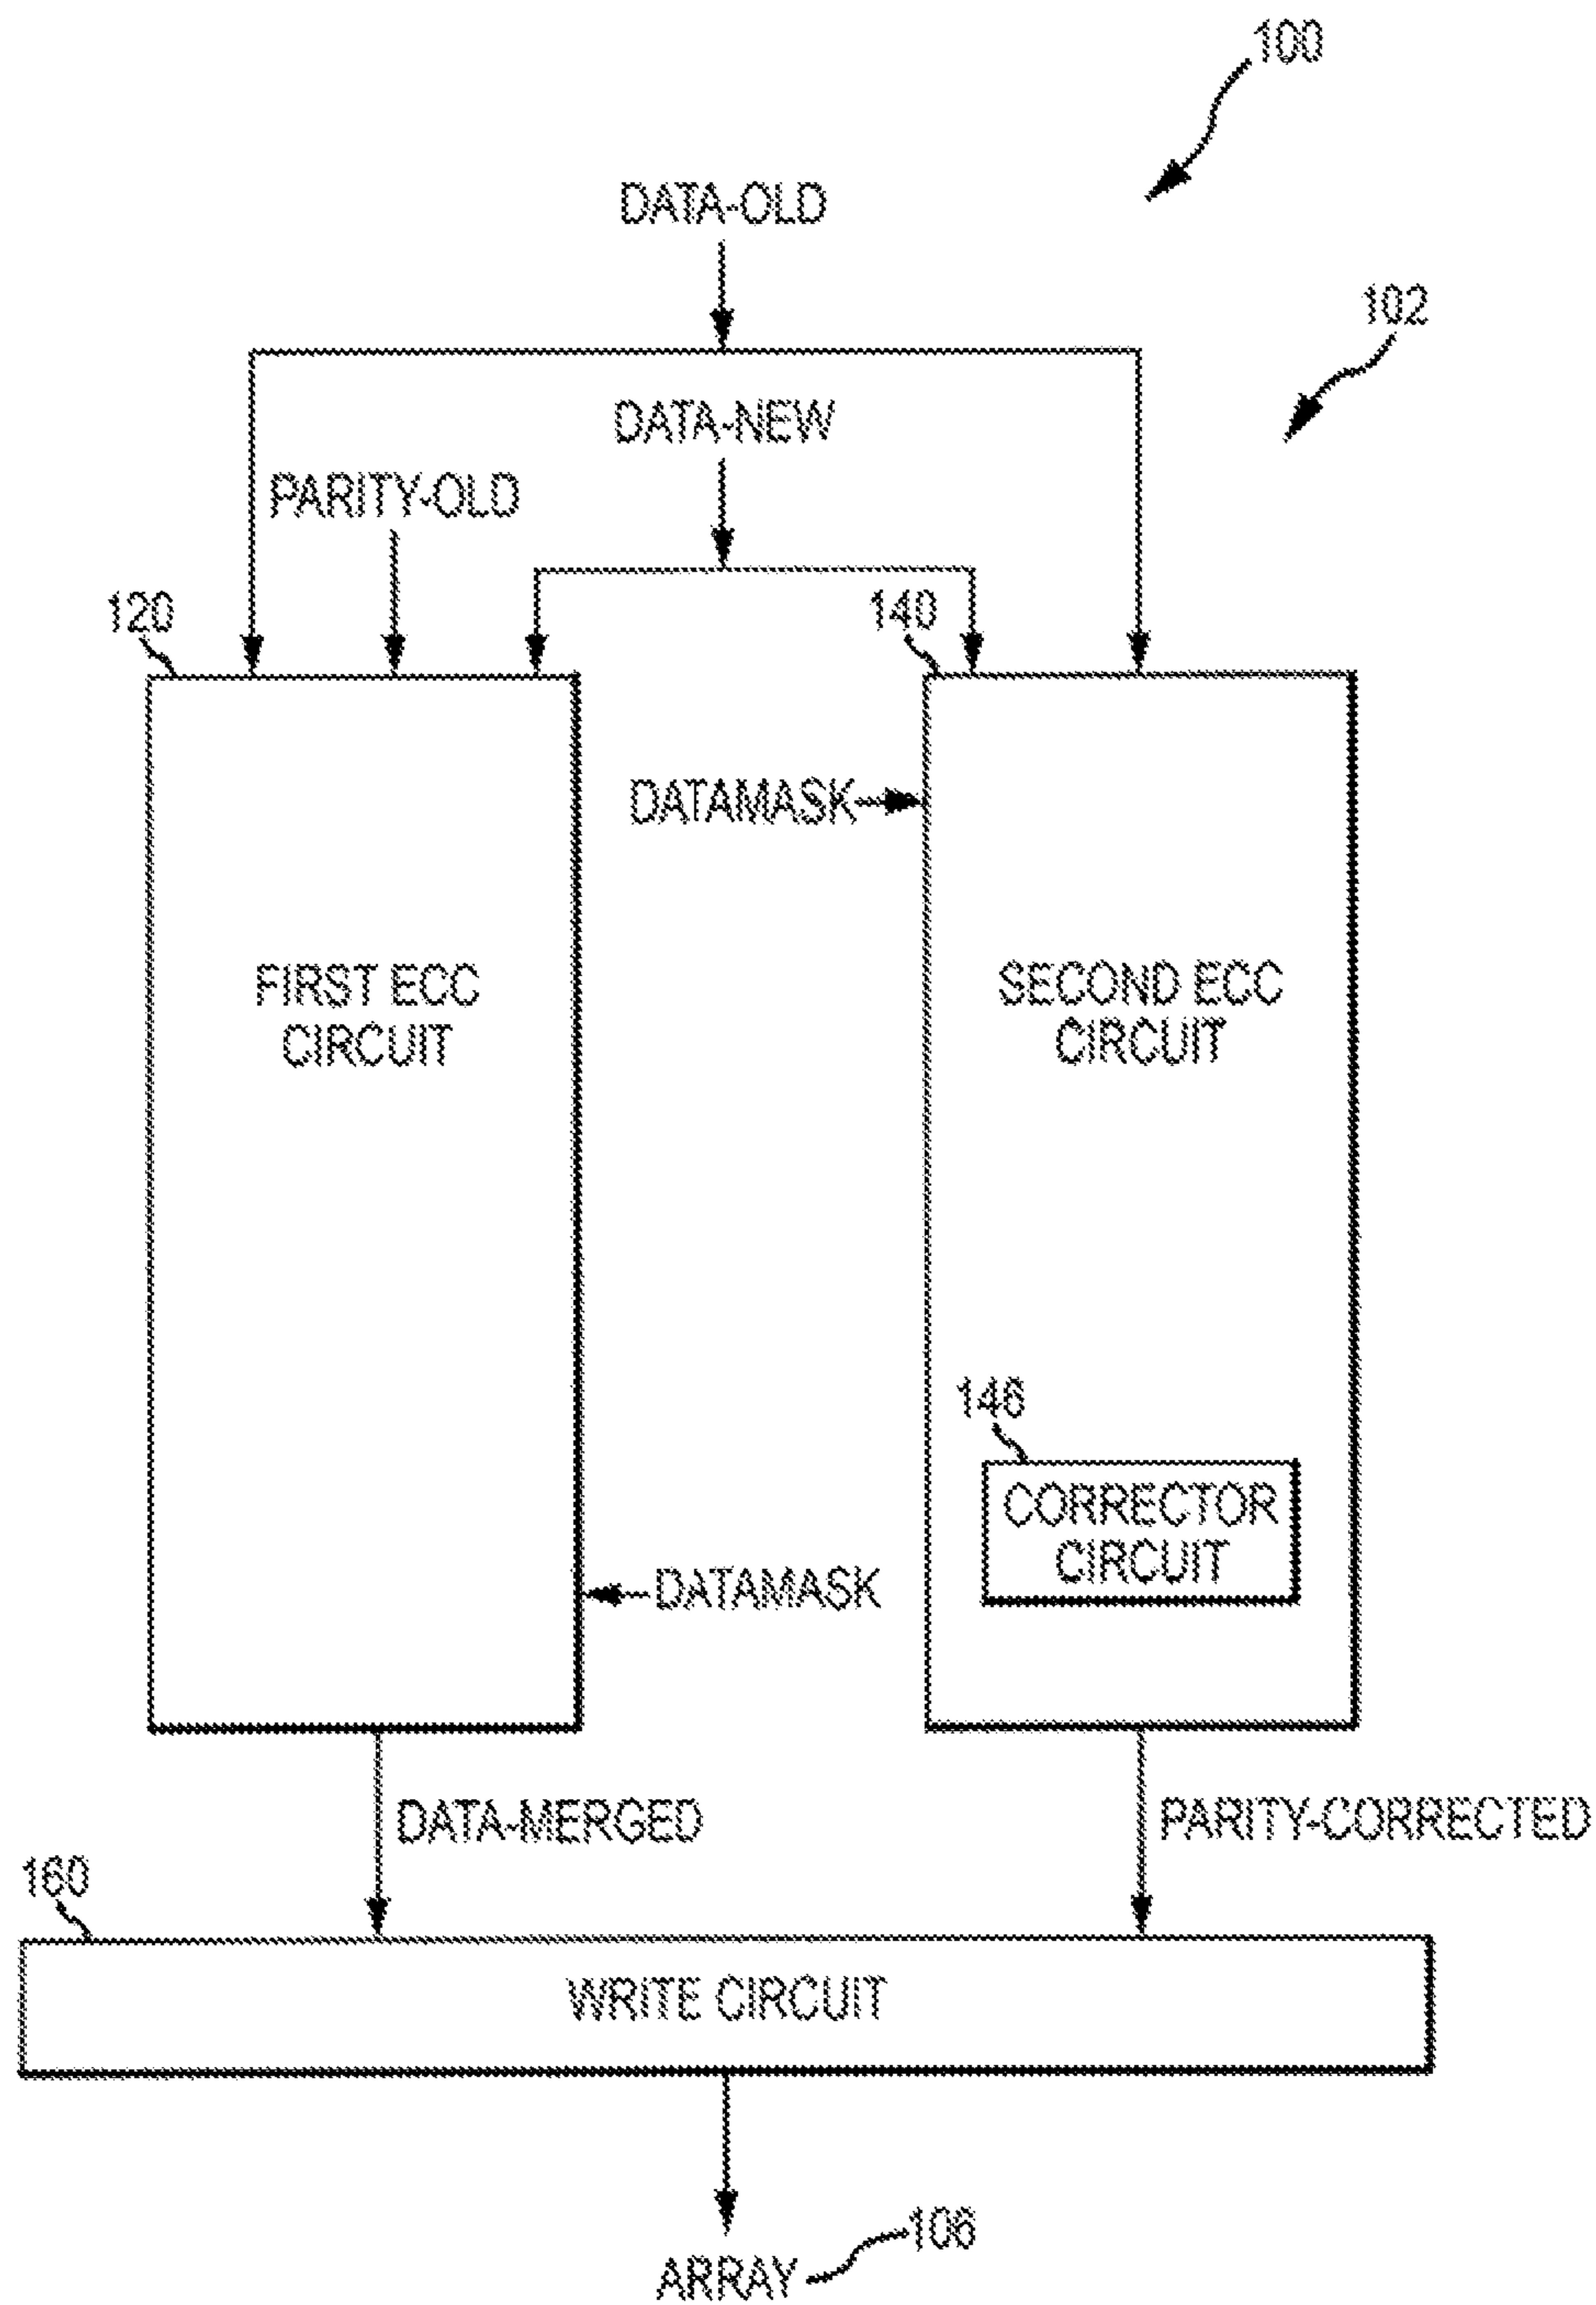 100
DATA-OLD
102
DATA-NEW
PARITY-OLD
120
140
DATAMASK
FIRST ECC
CIRCUIT
SECOND ECC
CIRCUIT
146
CORRECTOR
CIRCUIT
DATAMASK
DATA-MERGED
PARITY-CORRECTED
160
WRITE CIRCUIT
106
ARRAY